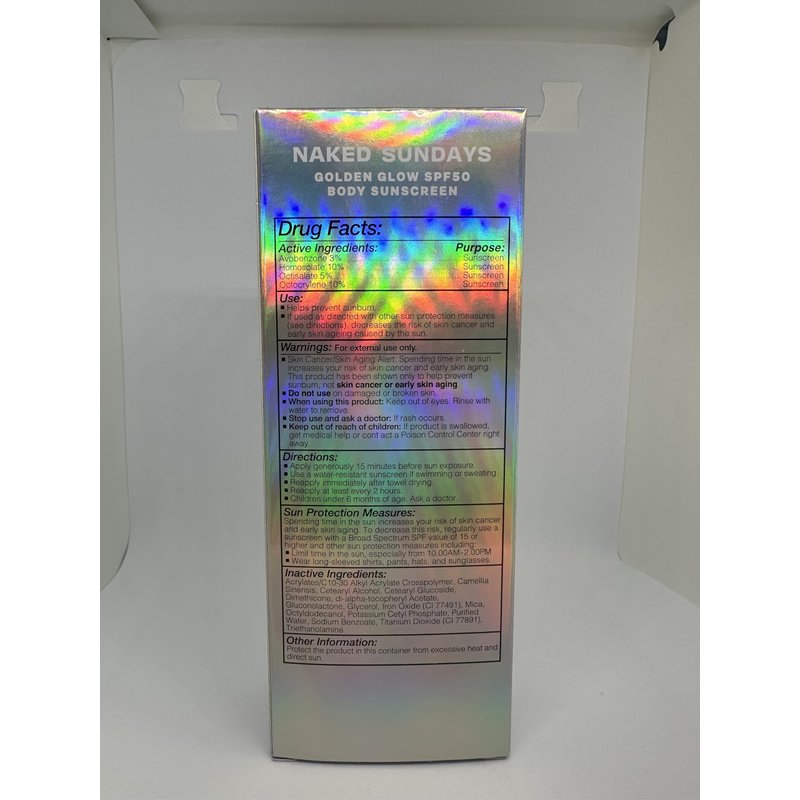 NAKED SUNDAYS
GOLDEN GLOW SPF50
BODY SUNSCREEN
Drug Facts:
Active Ingredients: Purpose:
Avobenzone 3% Sunscreen
Homosalate 10% Sunscreen
Octisalate 5% Sunscreen
Octocrylene 10% Sunscreen
Use:
▪ Helps prevent sunburn.
▪ If used as directed with other sun protection measures
(see directions), decreases the risk of skin cancer and
early skin ageing caused by the sun.
Warnings: For external use only.
▪ Skin Cancer/Skin Aging Alert: Spending time in the sun
increases your risk of skin cancer and early skin aging.
This product has been shown only to help prevent
sunburn, not skin cancer or early skin aging
▪ Do not use on damaged or broken skin.
▪ When using this product: Keep out of eyes. Rinse with
water to remove.
▪ Stop use and ask a doctor: If rash occurs.
▪ Keep out of reach of children: If product is swallowed,
get medical help or cont act a Poison Control Center right
away.
Directions:
▪ Apply generously 15 minutes before sun exposure.
▪ Use a water-resistant sunscreen if swimming or sweating.
▪ Reapply immediately after towel drying.
▪ Reapply at least every 2 hours.
▪ Children under 6 months of age: Ask a doctor.
Sun Protection Measures:
Spending time in the sun increases your risk of skin cancer
and early skin aging. To decrease this risk, regularly use a
sunscreen with a Broad Spectrum SPF value of 15 or
higher and other sun protection measures including:
▪ Limit time in the sun, especially from 10.00AM-2.00PM
▪ Wear long-sleeved shirts, pants, hats, and sunglasses.
Inactive Ingredients:
Acrylates/C10-30 Alkyl Acrylate Crosspolymer, Camellia
Sinensis, Cetearyl Alcohol, Cetearyl Glucoside,
Dimethicone, dl-alpha-tocopheryl Acetate,
Gluconolactone, Glycerol, Iron Oxide (CI 77491), Mica,
Octyldodecanol, Potassium Cetyl Phosphate, Purified
Water, Sodium Benzoate, Titanium Dioxide (CI 77891),
Triethanolamine
Other Information:
Protect the product in this container from excessive heat and
direct sun.